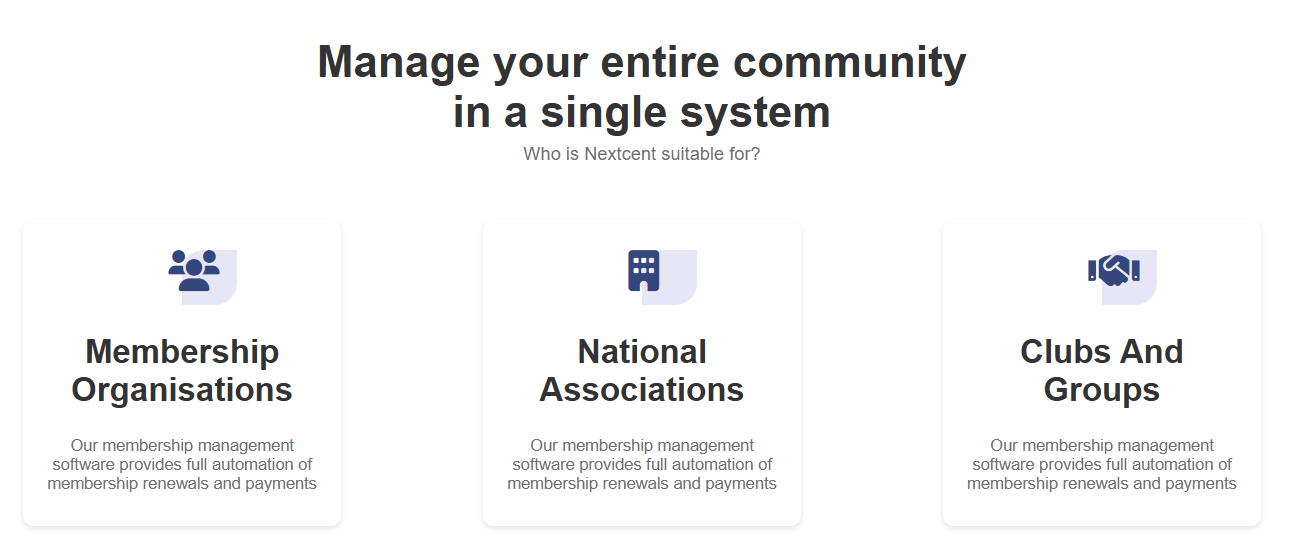 Manage your entire community
in a single system
Who is Nextcent suitable for?
Membership
Organisations
Our membership management
software provides full automation of
membership renewals and payments
National
Associations
Our membership management
software provides full automation of
membership renewals and payments
Clubs And
Groups
Our membership management
software provides full automation of
membership renewals and payments